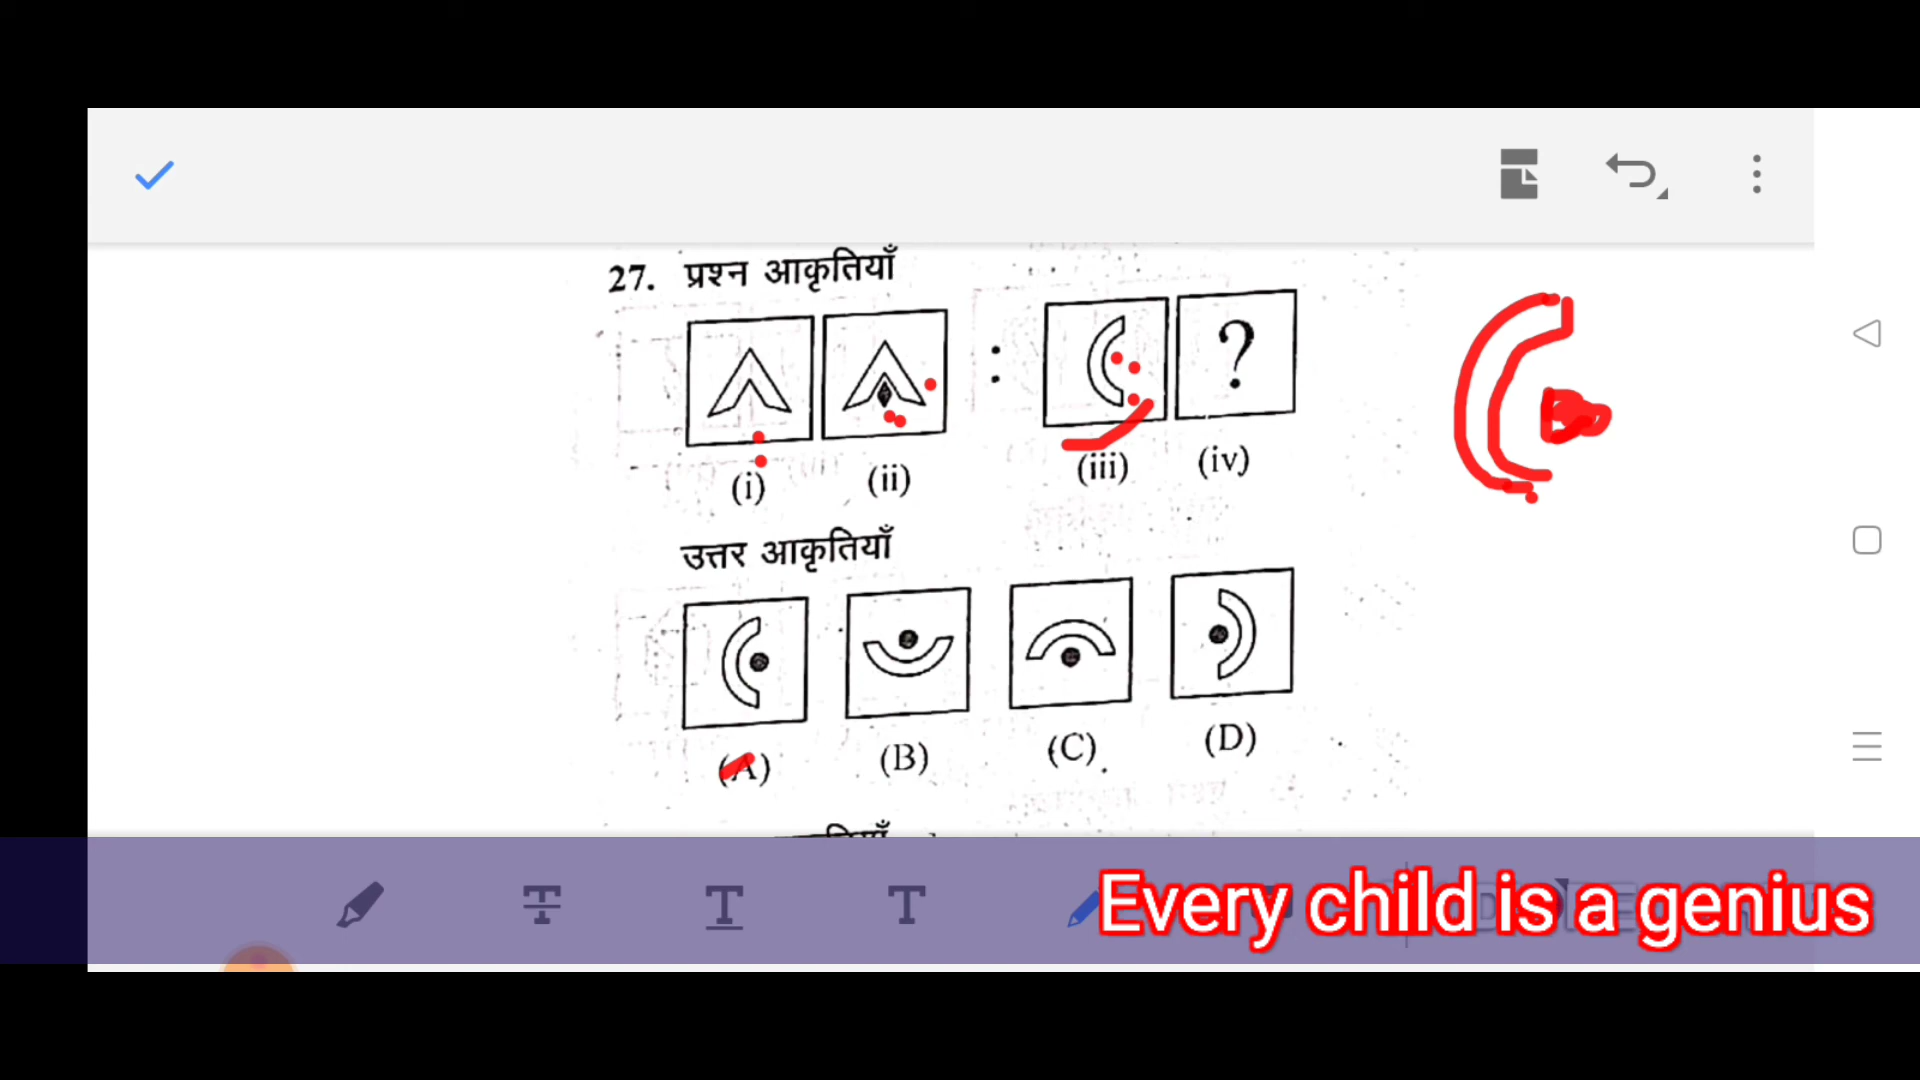 27. प्रश्न आकृतियाँ
: ?
(i) (ii) (iii) (iv)
उत्तर आकृतियाँ
(A) (B) (C) (D)
Every child is a genius